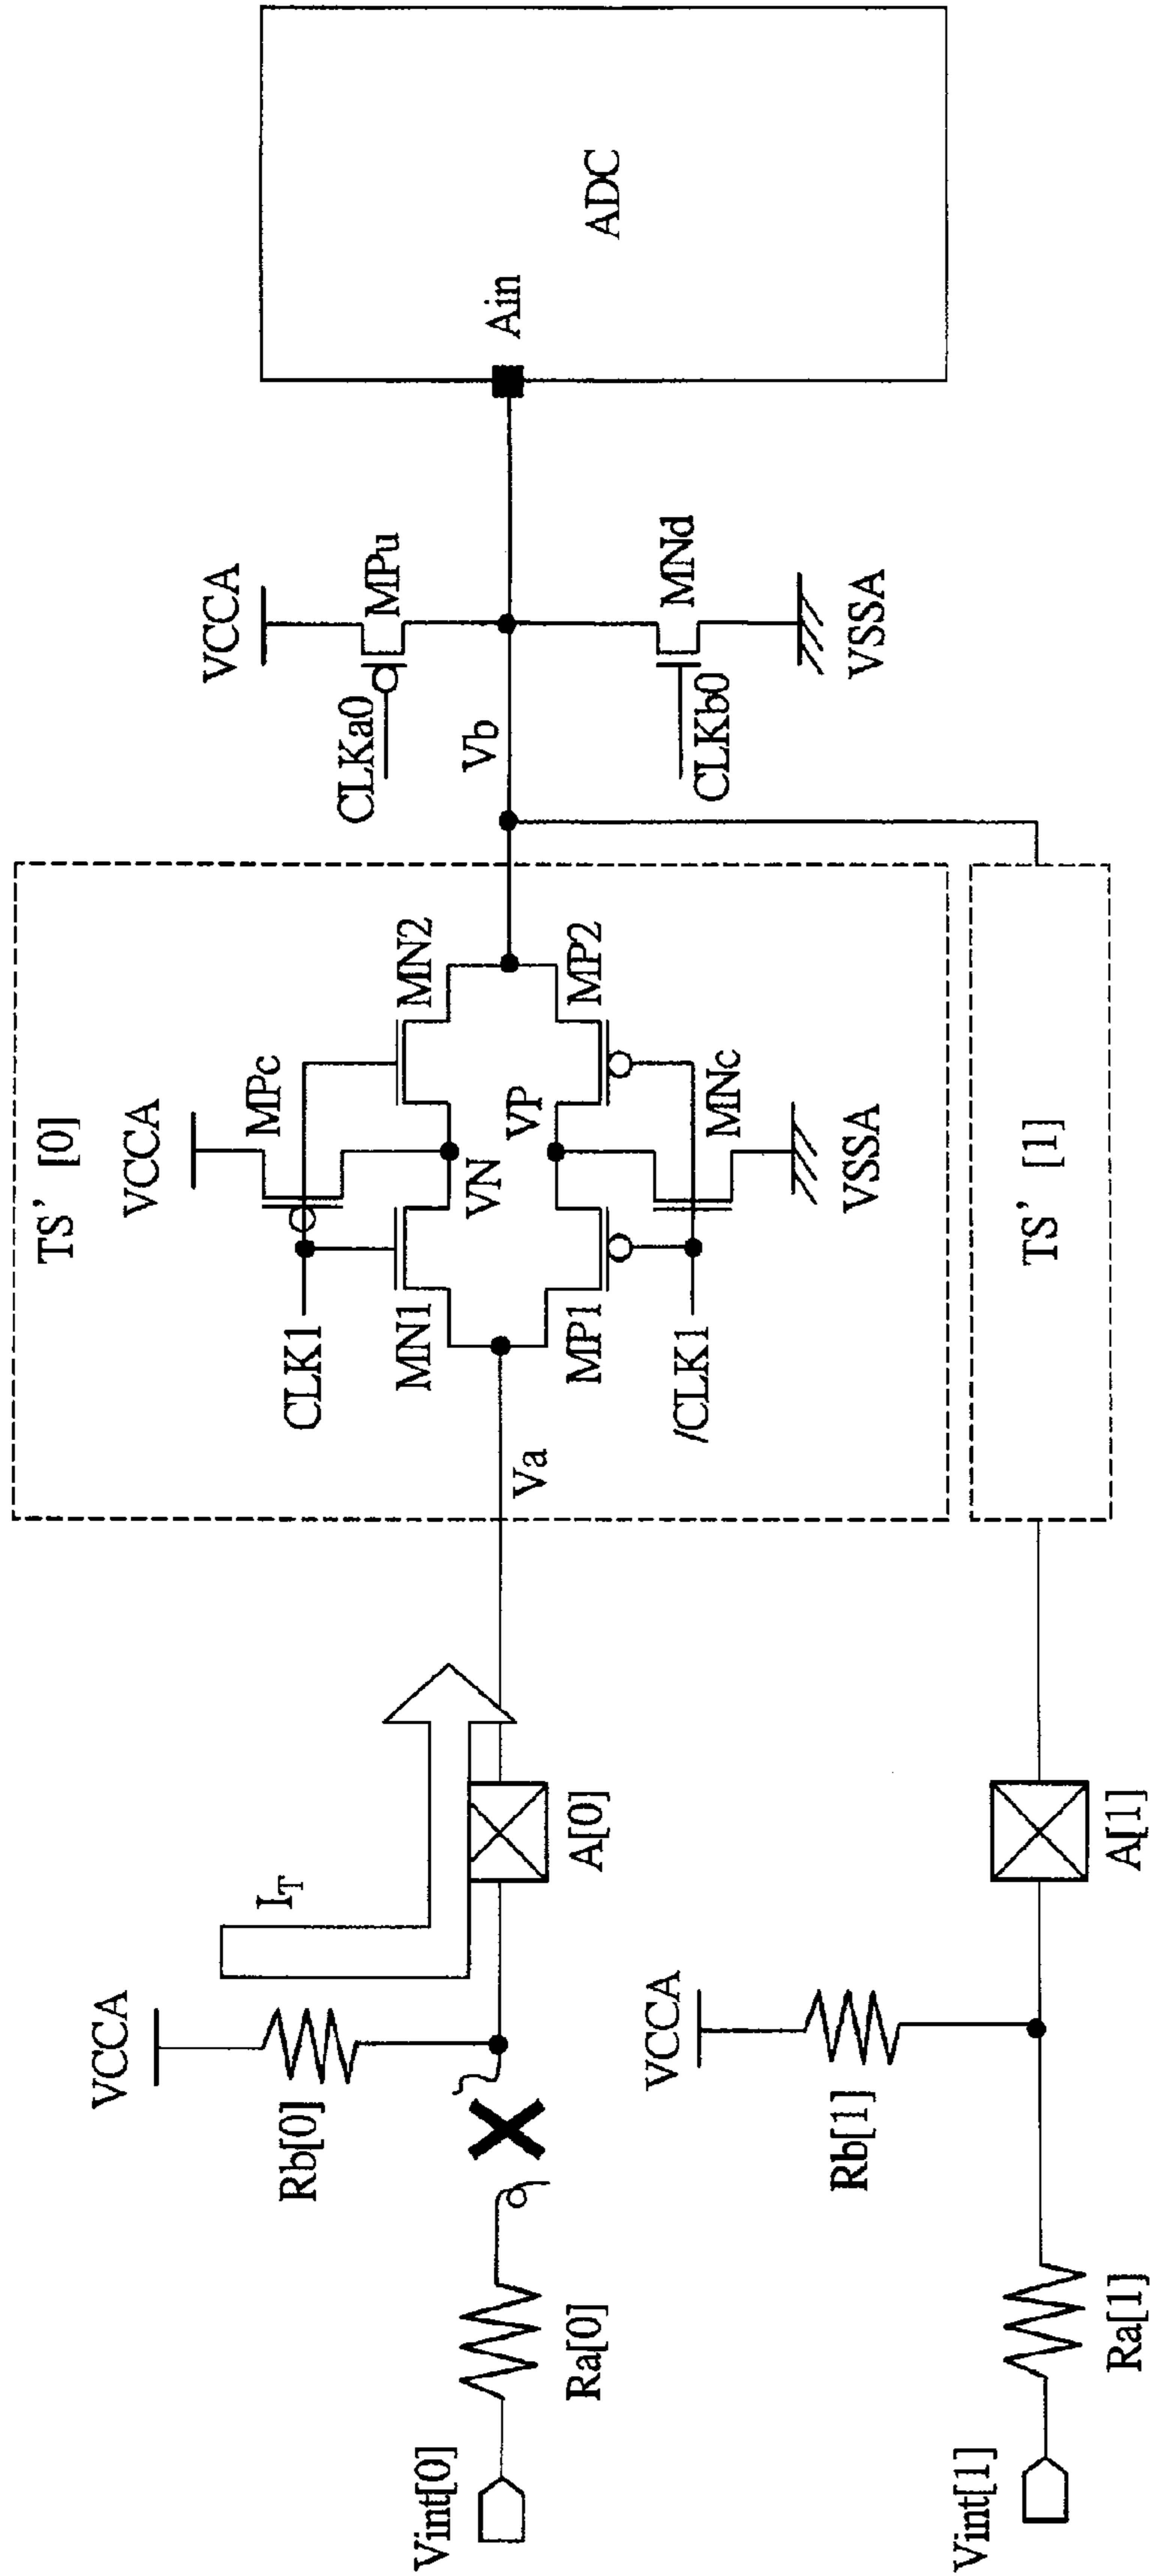 TS' [0]
VCCA
MPc
CLK1
MN1
MN2
VN
VP
MP1
MP2
/CLK1
MNc
VSSA
Va
Vb
VCCA
MPu
CLKa0
CLKb0
MNd
VSSA
Ain
ADC
VCCA
Rb[0]
I_T
Vint[0]
Ra[0]
A[0]
VCCA
Rb[1]
Vint[1]
Ra[1]
A[1]
TS' [1]